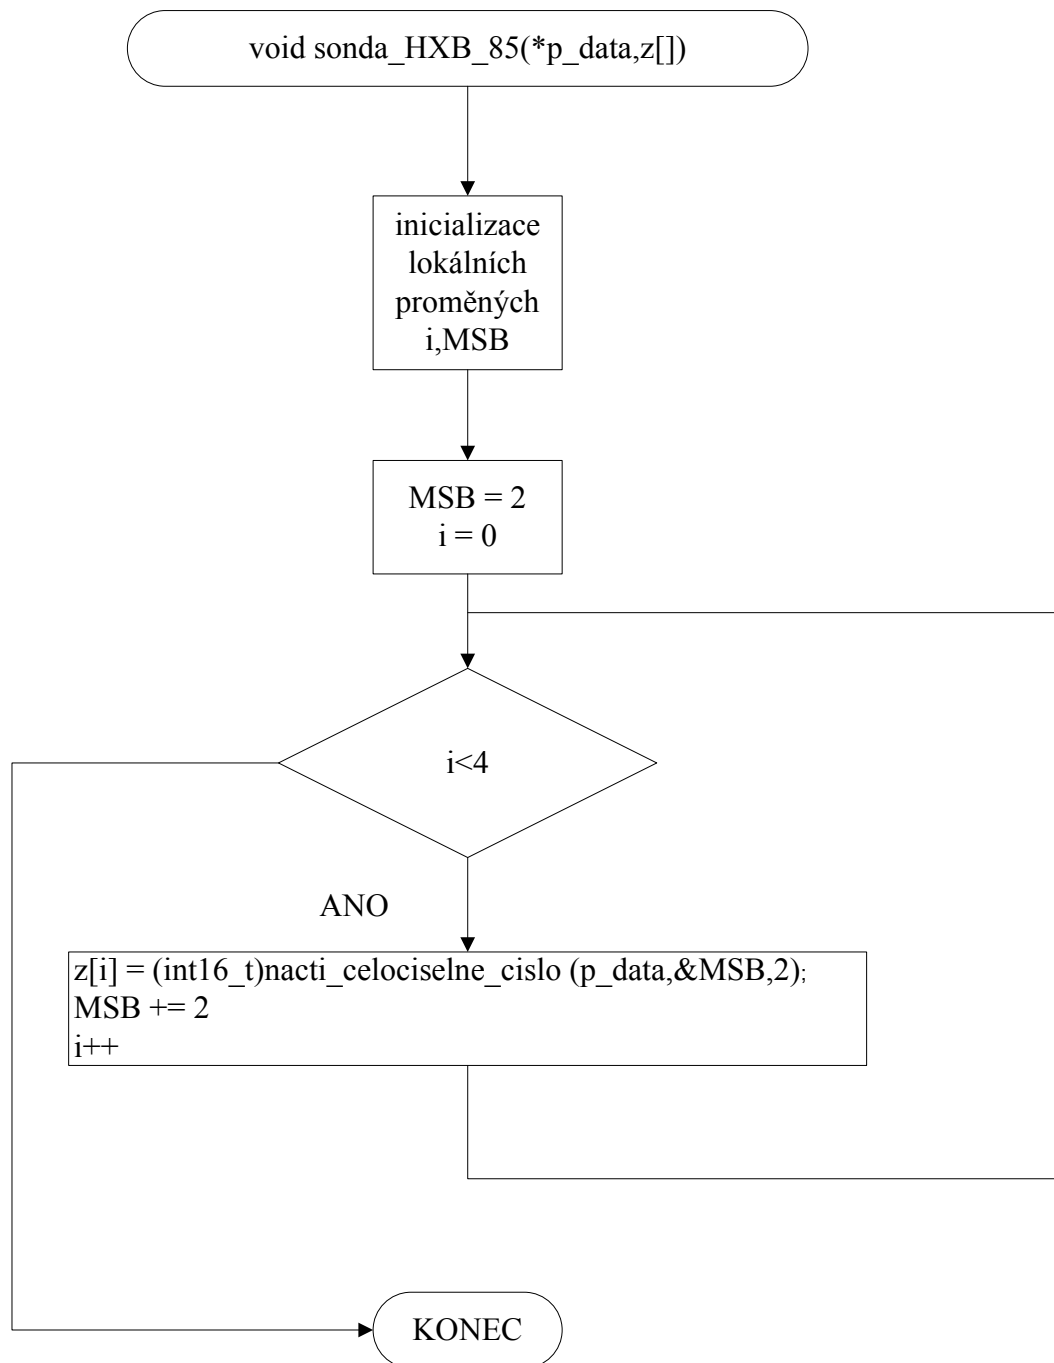 void sonda_HXB_85(*p_data,z[])
inicializace
lokálních
proměných
i,MSB
MSB = 2
i = 0
i<4
ANO
z[i] = (int16_t)nacti_celociselne_cislo (p_data,&MSB,2);
MSB += 2
i++
KONEC